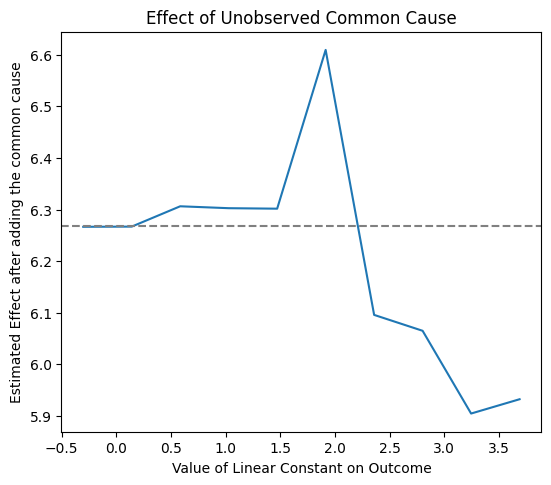 Effect of Unobserved Common Cause
Estimated Effect after adding the common cause
6.6
6.5
6.4
6.3
6.2
6.1
6.0
5.9
−0.5 0.0 0.5 1.0 1.5 2.0 2.5 3.0 3.5
Value of Linear Constant on Outcome